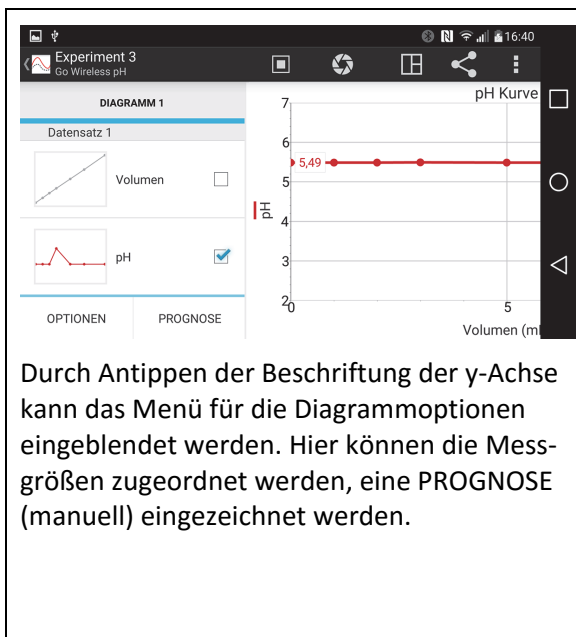 16:40
Experiment 3
Go Wireless pH
DIAGRAMM 1
Datensatz 1
Volumen
pH
OPTIONEN PROGNOSE
pH Kurve
7
6
5,49
5
pH
4
3
2
0 5
Volumen (ml
Durch Antippen der Beschriftung der y-Achse
kann das Menü für die Diagrammoptionen
eingeblendet werden. Hier können die Mess-
größen zugeordnet werden, eine PROGNOSE
(manuell) eingezeichnet werden.